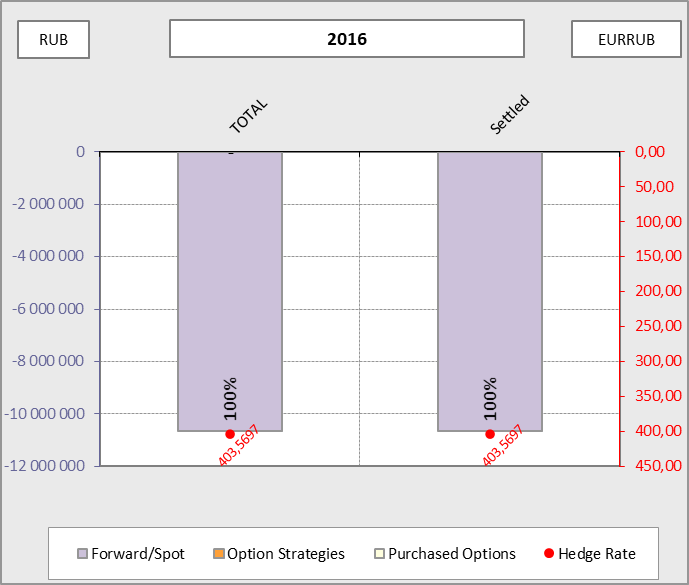 RUB 2016 EURRUB
TOTAL Settled
0 0,00
-2 000 000 50,00
100,00
-4 000 000 150,00
200,00
-6 000 000 250,00
-8 000 000 300,00
350,00
-10 000 000 100% 100% 400,00
403,5697 403,5697
-12 000 000 450,00
Forward/Spot Option Strategies Purchased Options Hedge Rate